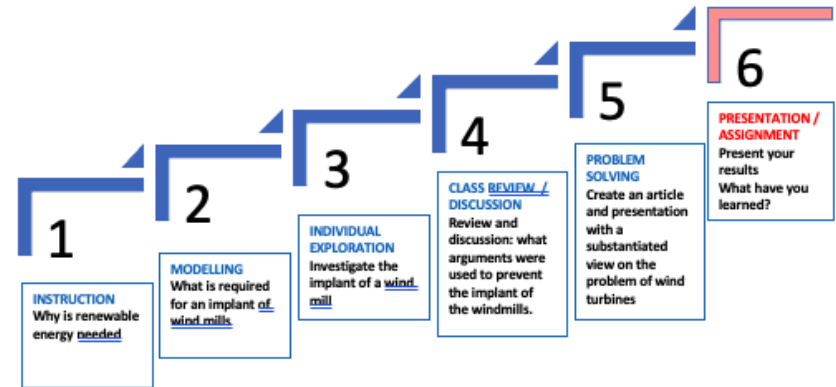 1
INSTRUCTION
Why is renewable
energy needed
2
MODELLING
What is required
for an implant of
wind mills
3
INDIVIDUAL
EXPLORATION
Investigate the
implant of a wind
mill
4
CLASS REVIEW /
DISCUSSION
Review and
discussion: what
arguments were
used to prevent
the implant of
the windmills.
5
PROBLEM
SOLVING
Create an article
and presentation
with a
substantiated
view on the
problem of wind
turbines
6
PRESENTATION /
ASSIGNMENT
Present your
results
What have you
learned?